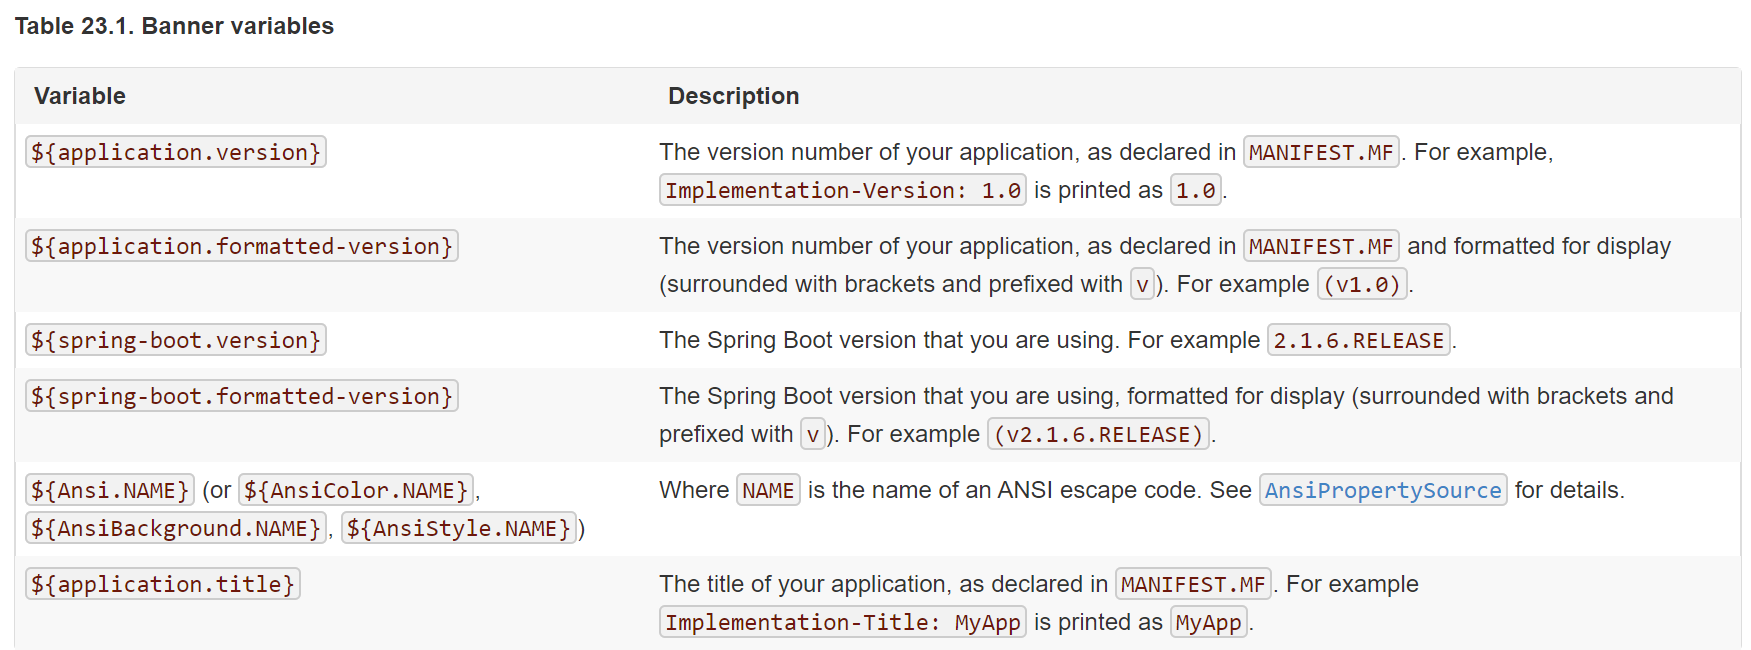 Table 23.1. Banner variables
Variable Description
${application.version} The version number of your application, as declared in MANIFEST.MF. For example,
Implementation-Version: 1.0 is printed as 1.0.
${application.formatted-version} The version number of your application, as declared in MANIFEST.MF and formatted for display
(surrounded with brackets and prefixed with v). For example (v1.0).
${spring-boot.version} The Spring Boot version that you are using. For example 2.1.6.RELEASE.
${spring-boot.formatted-version} The Spring Boot version that you are using, formatted for display (surrounded with brackets and
prefixed with v). For example (v2.1.6.RELEASE).
${Ansi.NAME} (or ${AnsiColor.NAME}, Where NAME is the name of an ANSI escape code. See AnsiPropertySource for details.
${AnsiBackground.NAME}, ${AnsiStyle.NAME})
${application.title} The title of your application, as declared in MANIFEST.MF. For example
Implementation-Title: MyApp is printed as MyApp.